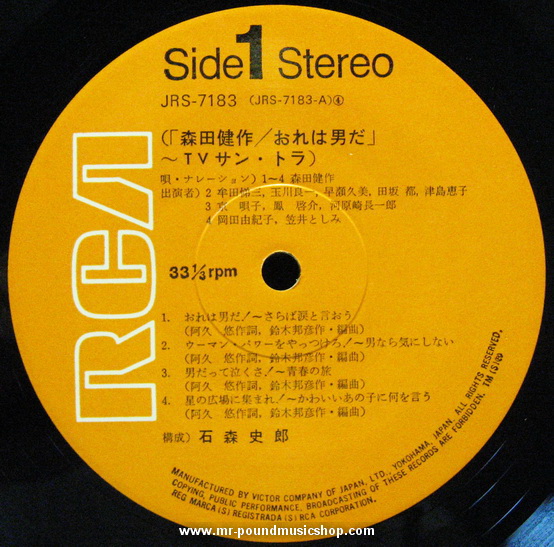 Side 1 Stereo
JRS-7183 (JRS-7183-A)④
RCA
(「森田健作/おれは男だ」
～TVサン・トラ)
唄・ナレーション) 1～4 森田健作
出演者) 2 牟田悌三, 玉川良一, 早瀬久美, 田坂 都, 津島恵子
3 京 唄子, 鳳 啓介, 河原崎長一郎
4 岡田由紀子, 笠井としみ
33⅓rpm
1. おれは男だ!～さらば涙と言おう
(阿久 悠作詞, 鈴木邦彦作・編曲)
2. ウーマン・パワーをやっつけろ!～男なら気にしない
(阿久 悠作詞, 鈴木邦彦作・編曲)
3. 男だって泣くさ!～青春の旅
(阿久 悠作詞, 鈴木邦彦作・編曲)
4. 星の広場に集まれ!～かわいいあの子に何を言う
(阿久 悠作詞, 鈴木邦彦作・編曲)
構成) 石森史郎
MANUFACTURED BY VICTOR COMPANY OF JAPAN, LTD., YOKOHAMA, JAPAN. ALL RIGHTS RESERVED.
COPYING, PUBLIC PERFORMANCE, BROADCASTING OF THESE RECORDS ARE FORBIDDEN. TM(S)®
REG. MARCA(S) REGISTRADA(S) RCA CORPORATION.
www.mr-poundmusicshop.com